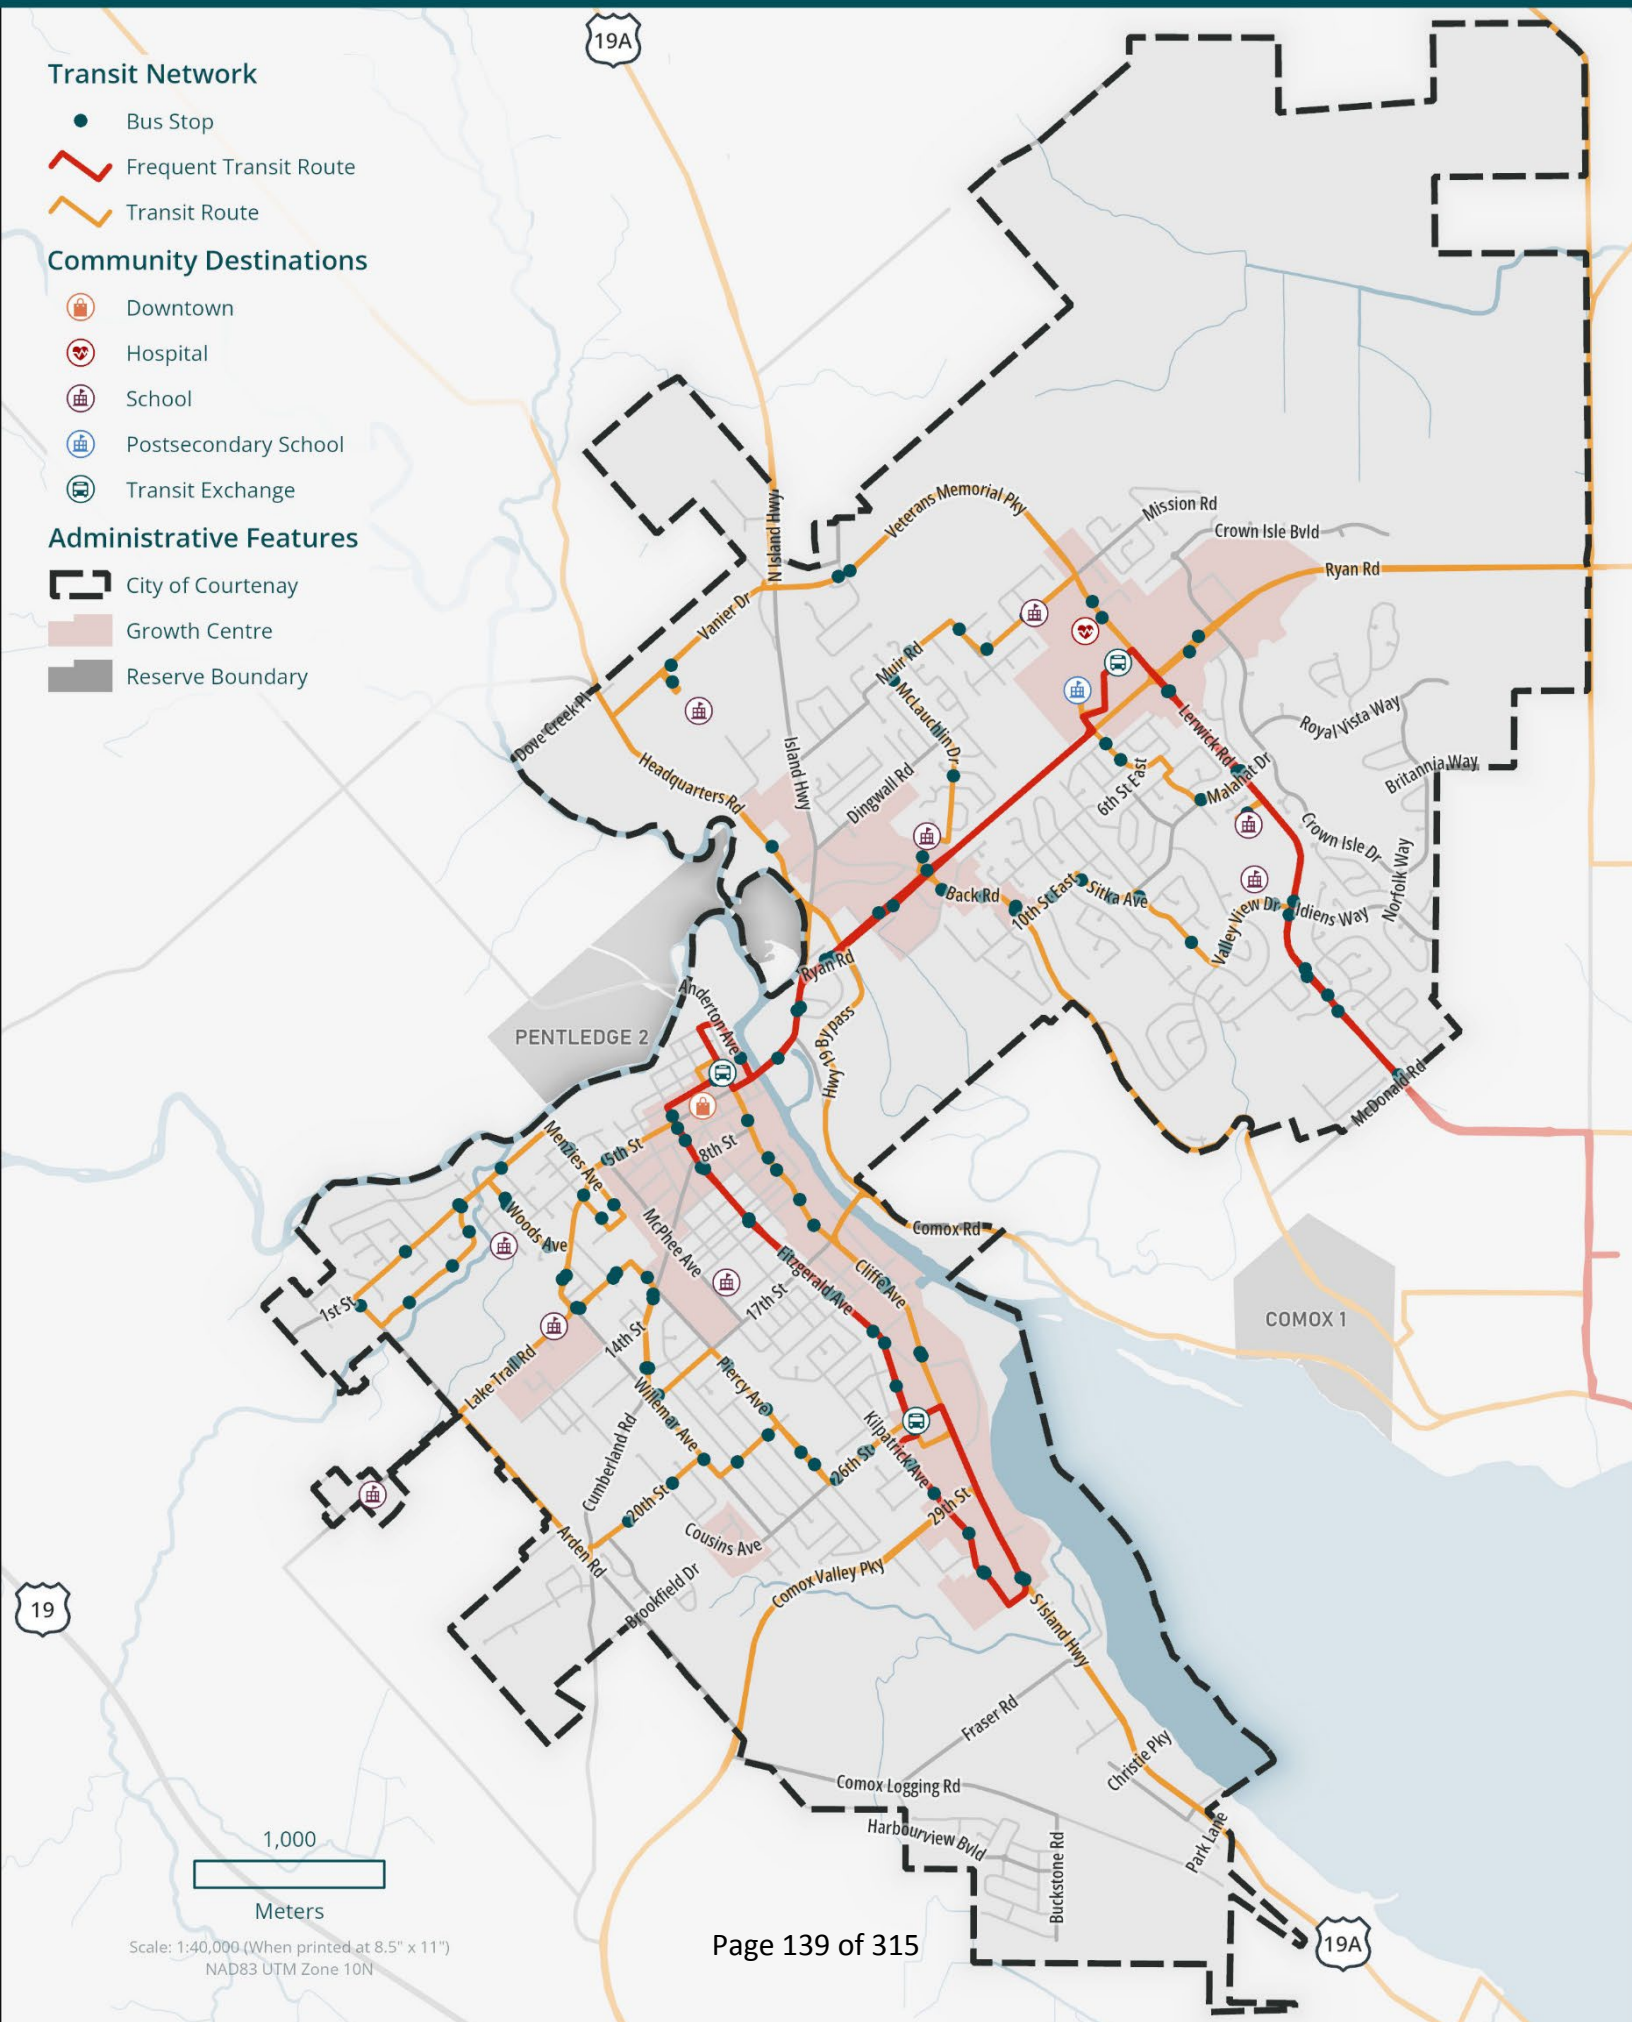 Transit Network
Bus Stop
Frequent Transit Route
Transit Route
Community Destinations
Downtown
Hospital
School
Postsecondary School
Transit Exchange
Administrative Features
City of Courtenay
Growth Centre
Reserve Boundary
19A
Veterans Memorial Pky
Mission Rd
Crown Isle Bvld
N Island Hwy
Ryan Rd
Vanier Dr
Muir Rd
McLauchlin Dr
Dove Creek Pl
Lerwick Rd
Royal Vista Way
Headquarters Rd
Island Hwy
Dingwall Rd
6th St East
Malahat Dr
Britannia Way
Crown Isle Dr
Norfolk Way
Back Rd
10th St East
Sitka Ave
Valley View Dr
Idiens Way
Ryan Rd
Anderton Ave
PENTLEDGE 2
Hwy 19 Bypass
McDonald Rd
Menzies Ave
5th St
8th St
Woods Ave
McPhee Ave
Comox Rd
Fitzgerald Ave
Cliffe Ave
17th St
1st St
COMOX 1
14th St
Lake Trail Rd
Piercy Ave
Willemar Ave
Cumberland Rd
Kilpatrick Ave
26th St
20th St
29th St
Cousins Ave
Arden Rd
Comox Valley Pky
Brookfield Dr
S Island Hwy
19
Fraser Rd
Christie Pky
Comox Logging Rd
Harbourview Bvld
Park Lane
Buckstone Rd
1,000
Meters
Scale: 1:40,000 (When printed at 8.5" x 11")
NAD83 UTM Zone 10N
Page 139 of 315
19A